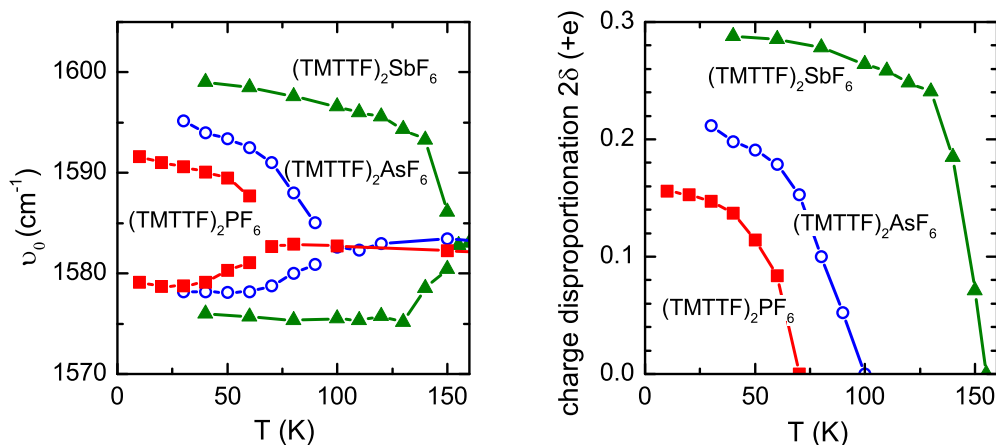 1600
1590
1580
1570
0
50
100
150
T (K)
υ₀ (cm⁻¹)
(TMTTF)₂SbF₆
(TMTTF)₂AsF₆
(TMTTF)₂PF₆
0.3
0.2
0.1
0.0
0
50
100
150
T (K)
charge disproportionation 2δ (+e)
(TMTTF)₂SbF₆
(TMTTF)₂AsF₆
(TMTTF)₂PF₆